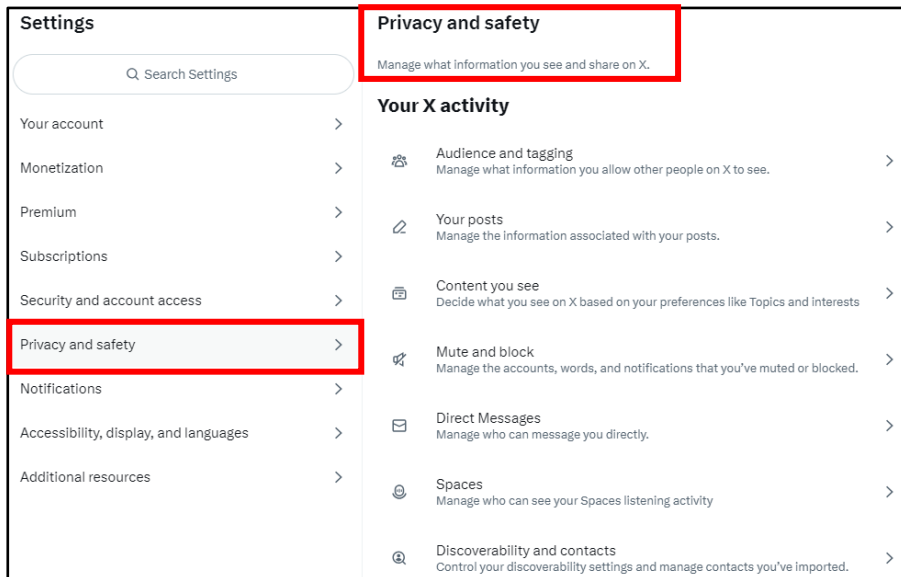 Settings
Search Settings
Your account
Monetization
Premium
Subscriptions
Security and account access
Privacy and safety
Notifications
Accessibility, display, and languages
Additional resources
Privacy and safety
Manage what information you see and share on X.
Your X activity
Audience and tagging
Manage what information you allow other people on X to see.
Your posts
Manage the information associated with your posts.
Content you see
Decide what you see on X based on your preferences like Topics and interests
Mute and block
Manage the accounts, words, and notifications that you’ve muted or blocked.
Direct Messages
Manage who can message you directly.
Spaces
Manage who can see your Spaces listening activity
Discoverability and contacts
Control your discoverability settings and manage contacts you’ve imported.